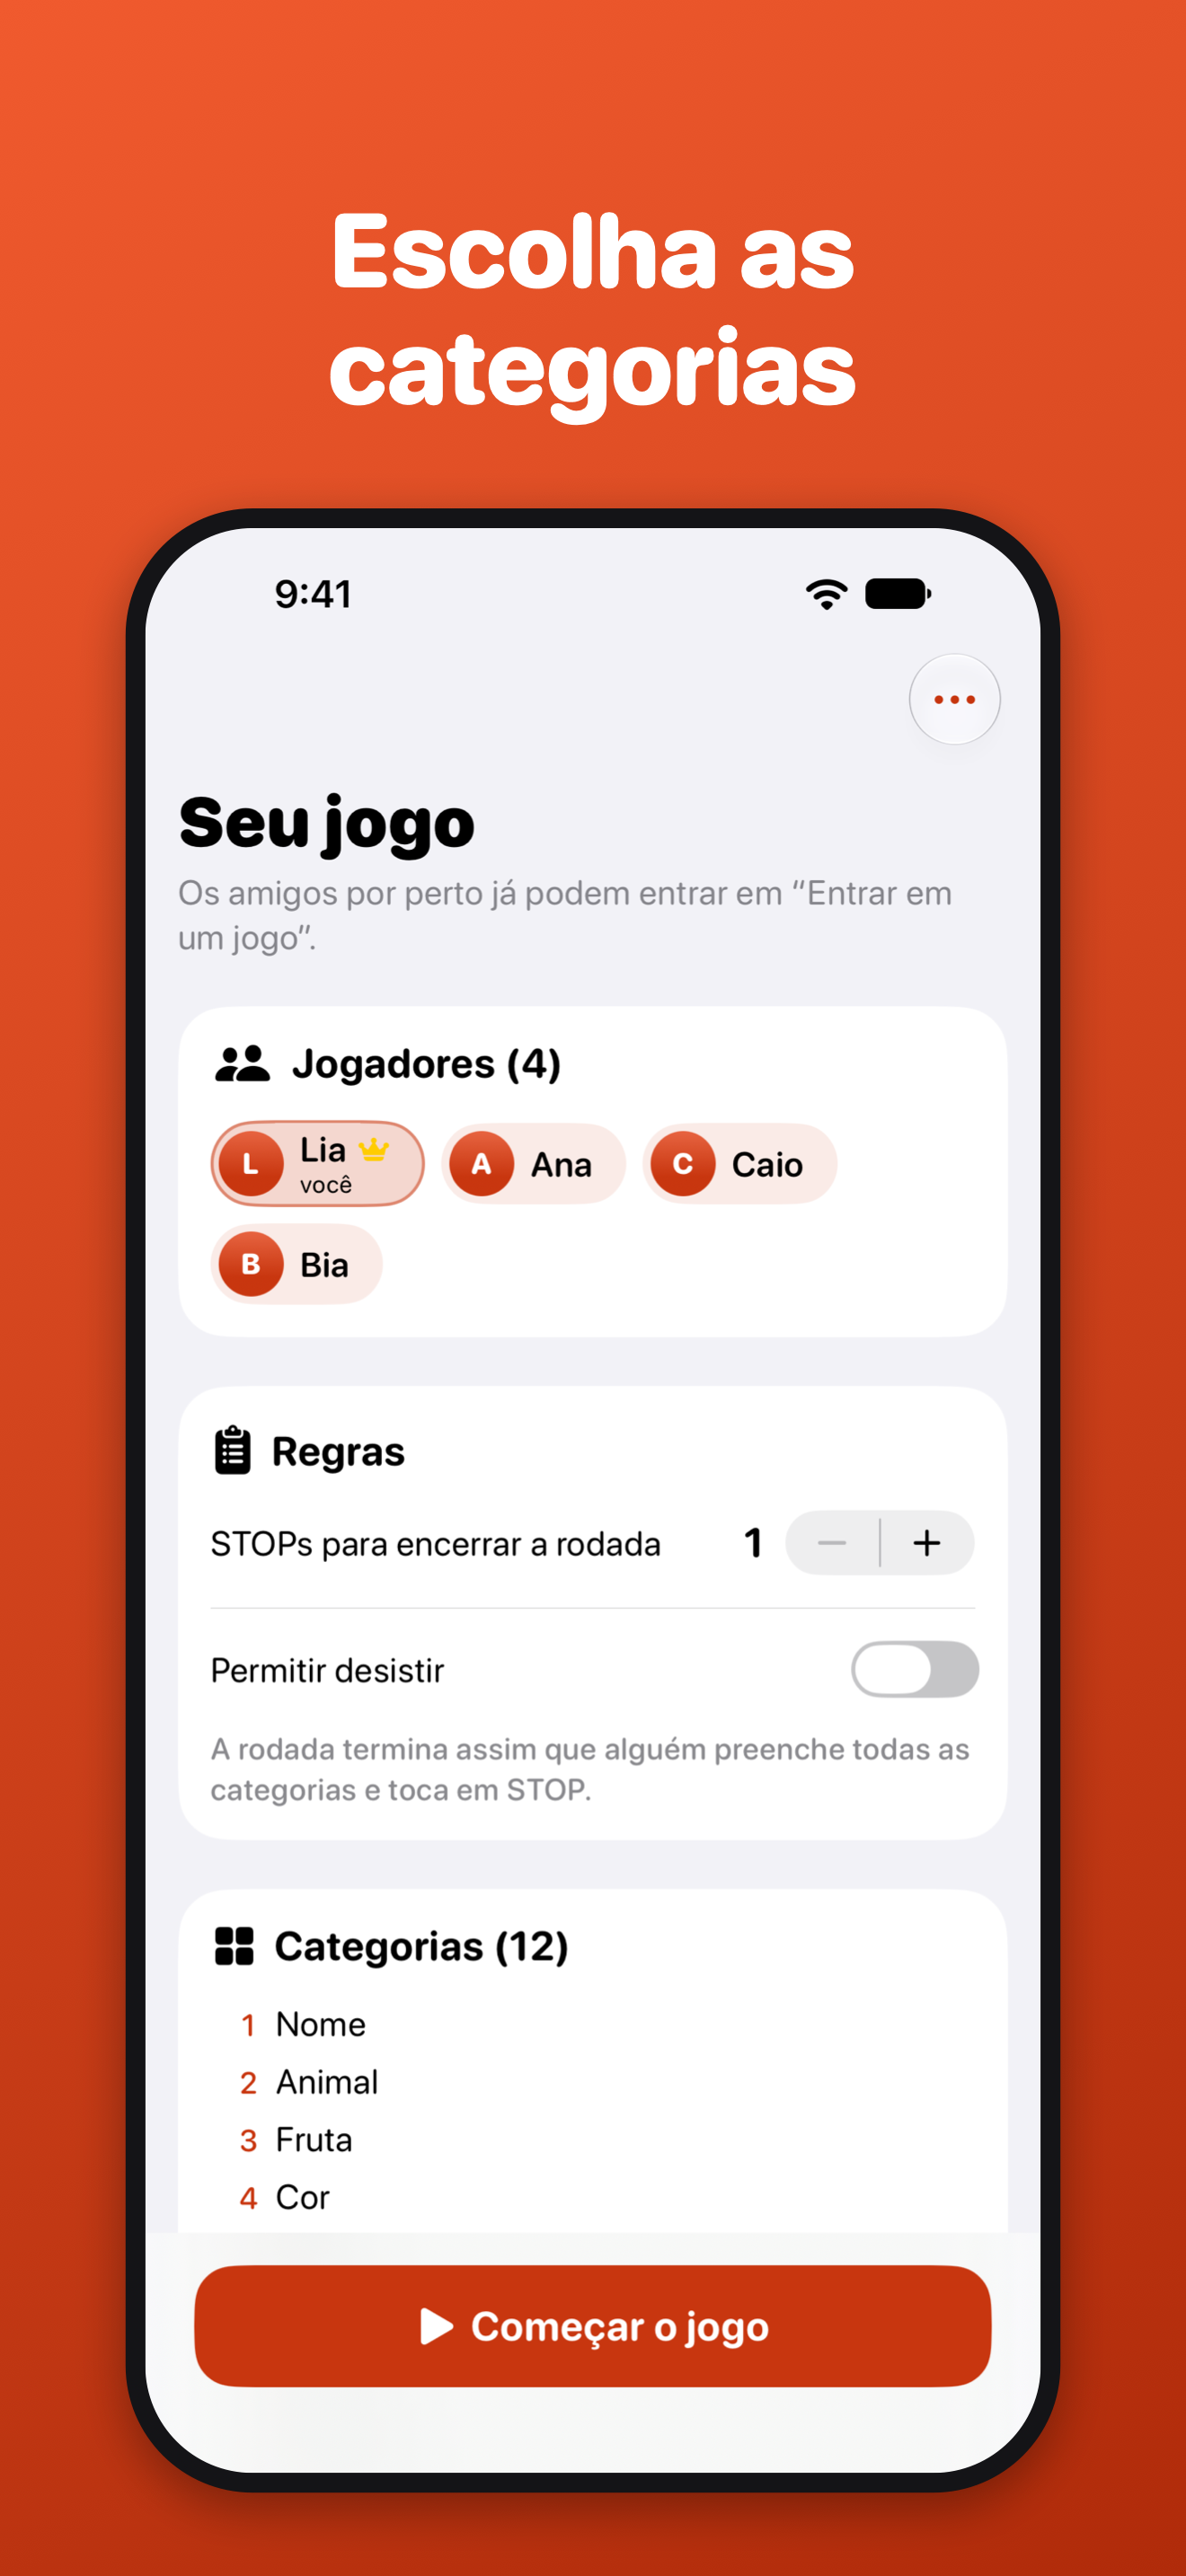 Escolha as
categorias
9:41
Seu jogo
Os amigos por perto já podem entrar em “Entrar em
um jogo”.
Jogadores (4)
L Lia
você
A Ana
C Caio
B Bia
Regras
STOPs para encerrar a rodada 1 − +
Permitir desistir
A rodada termina assim que alguém preenche todas as
categorias e toca em STOP.
Categorias (12)
1 Nome
2 Animal
3 Fruta
4 Cor
Começar o jogo